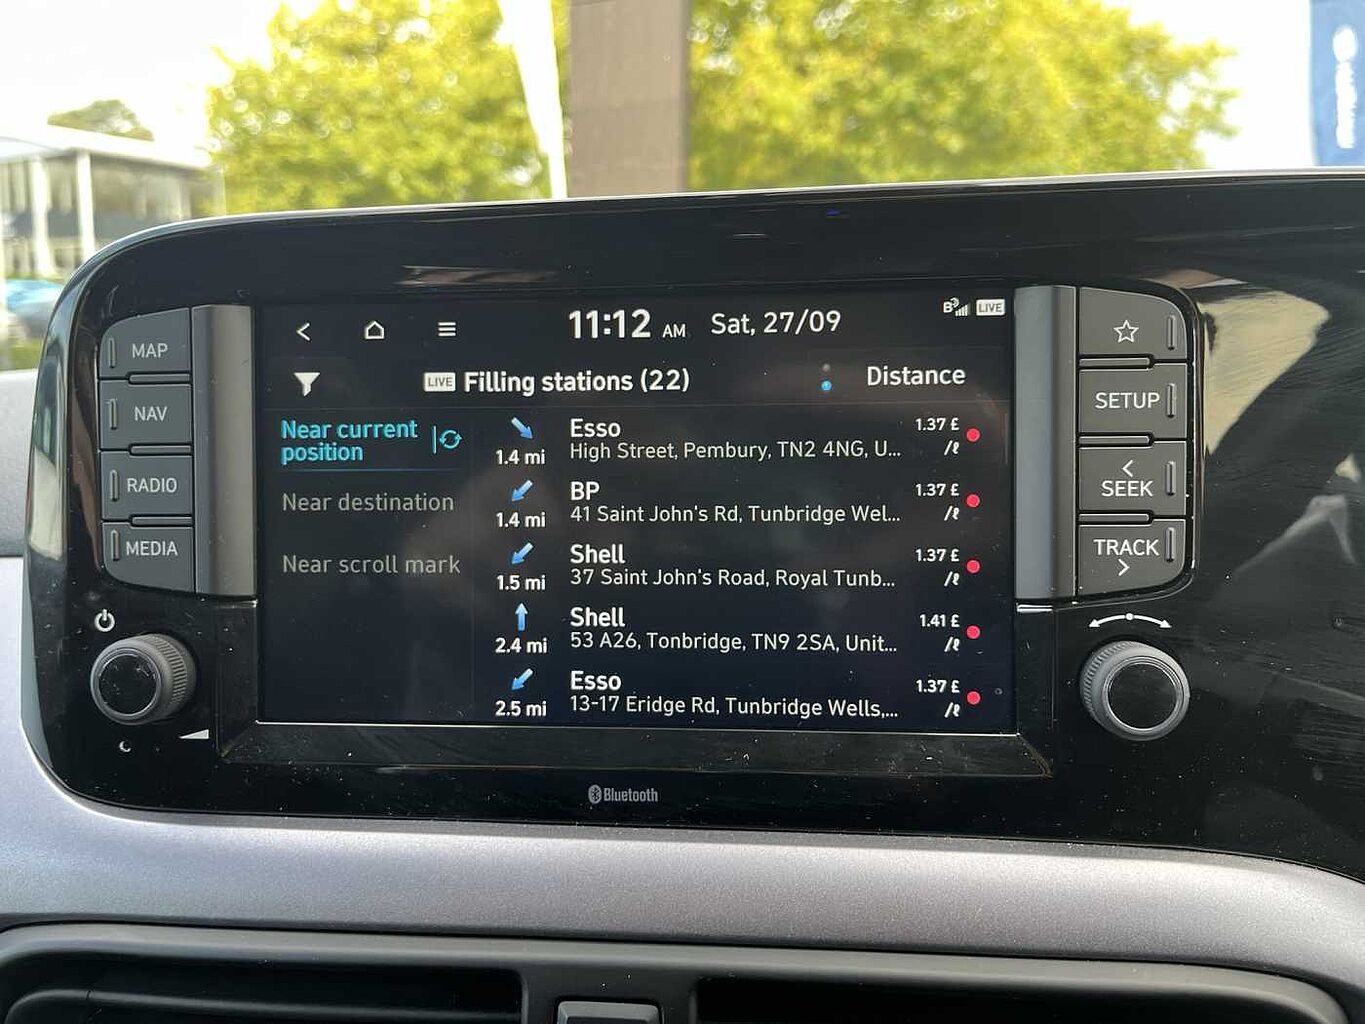 11:12 AM Sat, 27/09
B LIVE
LIVE Filling stations (22)
Distance
Near current
position
Near destination
Near scroll mark
1.4 mi
Esso
High Street, Pembury, TN2 4NG, U...
1.37 £
/ℓ
1.4 mi
BP
41 Saint John's Rd, Tunbridge Wel...
1.37 £
/ℓ
1.5 mi
Shell
37 Saint John's Road, Royal Tunb...
1.37 £
/ℓ
2.4 mi
Shell
53 A26, Tonbridge, TN9 2SA, Unit...
1.41 £
/ℓ
2.5 mi
Esso
13-17 Eridge Rd, Tunbridge Wells,...
1.37 £
/ℓ
MAP
NAV
RADIO
MEDIA
SETUP
<
SEEK
TRACK
>
Bluetooth